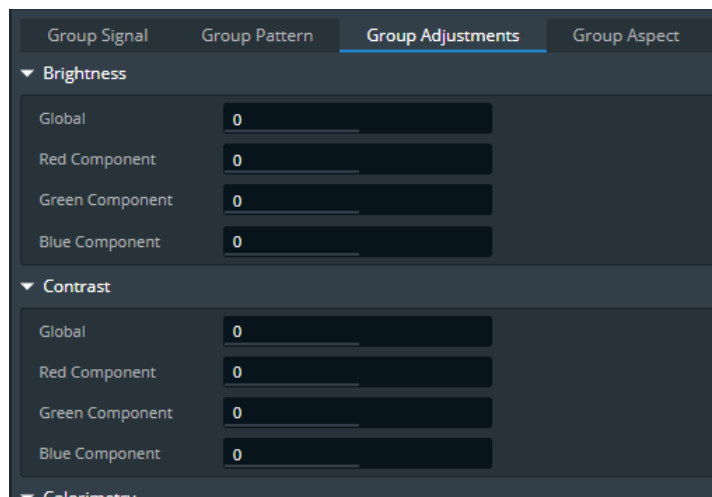 Group Signal Group Pattern Group Adjustments Group Aspect
Brightness
Global 0
Red Component 0
Green Component 0
Blue Component 0
Contrast
Global 0
Red Component 0
Green Component 0
Blue Component 0
Colorimetry